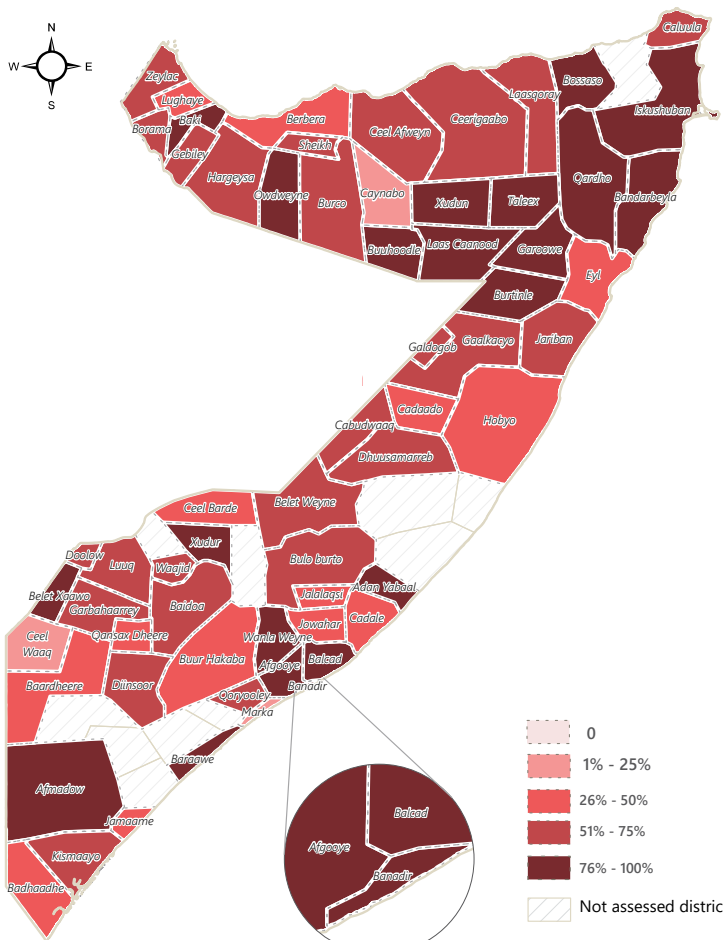 N
W
E
S
Caluula
Zeylac
Lughaye
Bossaso
Laasqoray
Iskushuban
Borama
Baki
Berbera
Ceerigaabo
Ceel Afweyn
Sheikh
Gebiley
Hargeysa
Owdweyne
Burco
Caynabo
Xudun
Taleex
Qardho
Bandarbeyla
Buuhoodle
Laas Caanood
Garoowe
Eyl
Burtinle
Galdogob
Gaalkacyo
Jariban
Cadaado
Hobyo
Cabudwaaq
Dhuusamarreb
Ceel Barde
Belet Weyne
Xudur
Doolow
Luuq
Waajid
Bulo burto
Belet Xaawo
Garbahaarrey
Baidoa
Jalalaqsi
Adan Yabaal
Ceel
Waaq
Qansax Dheere
Wanla Weyne
Jowahar
Cadale
Buur Hakaba
Afgooye
Balcad
Baardheere
Diinsoor
Qoryooley
Banadir
Marka
Baraawe
Afmadow
Jamaame
Kismaayo
Badhaadhe
Balcad
Afgooye
Banadir
0
1% - 25%
26% - 50%
51% - 75%
76% - 100%
Not assessed distric